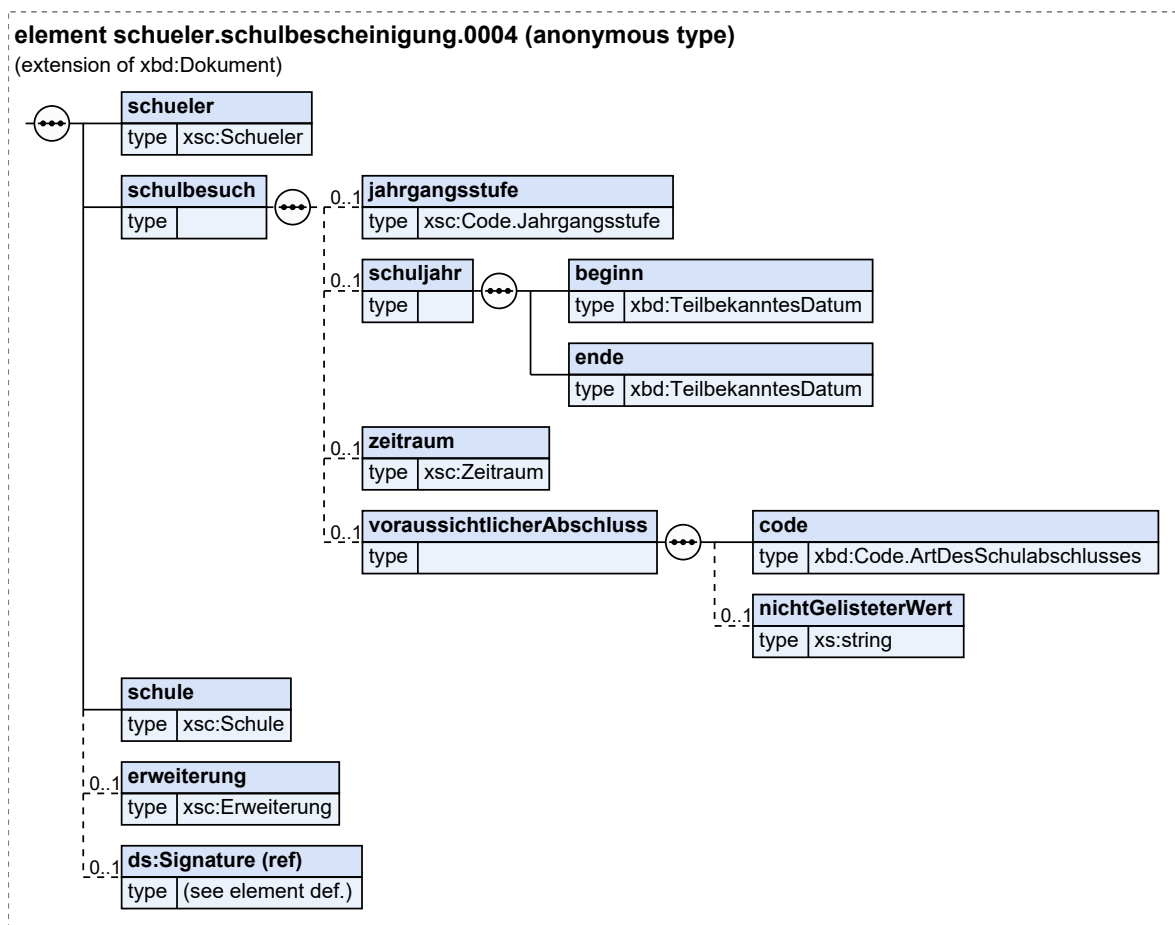 element schueler.schulbescheinigung.0004 (anonymous type)
(extension of xbd:Dokument)
schueler
type xsc:Schueler
schulbesuch
type
0..1 jahrgangsstufe
type xsc:Code.Jahrgangsstufe
0..1 schuljahr
type
beginn
type xbd:TeilbekanntesDatum
ende
type xbd:TeilbekanntesDatum
0..1 zeitraum
type xsc:Zeitraum
0..1 voraussichtlicherAbschluss
type
code
type xbd:Code.ArtDesSchulabschlusses
0..1 nichtGelisteterWert
type xs:string
schule
type xsc:Schule
0..1 erweiterung
type xsc:Erweiterung
0..1 ds:Signature (ref)
type (see element def.)